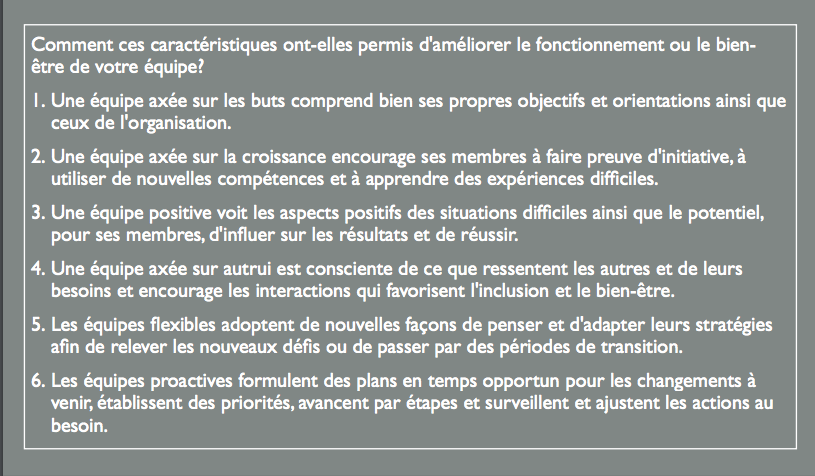 Comment ces caractéristiques ont-elles permis d'améliorer le fonctionnement ou le bien-
être de votre équipe?
1. Une équipe axée sur les buts comprend bien ses propres objectifs et orientations ainsi que
ceux de l'organisation.
2. Une équipe axée sur la croissance encourage ses membres à faire preuve d'initiative, à
utiliser de nouvelles compétences et à apprendre des expériences difficiles.
3. Une équipe positive voit les aspects positifs des situations difficiles ainsi que le potentiel,
pour ses membres, d'influer sur les résultats et de réussir.
4. Une équipe axée sur autrui est consciente de ce que ressentent les autres et de leurs
besoins et encourage les interactions qui favorisent l'inclusion et le bien-être.
5. Les équipes flexibles adoptent de nouvelles façons de penser et d'adapter leurs stratégies
afin de relever les nouveaux défis ou de passer par des périodes de transition.
6. Les équipes proactives formulent des plans en temps opportun pour les changements à
venir, établissent des priorités, avancent par étapes et surveillent et ajustent les actions au
besoin.